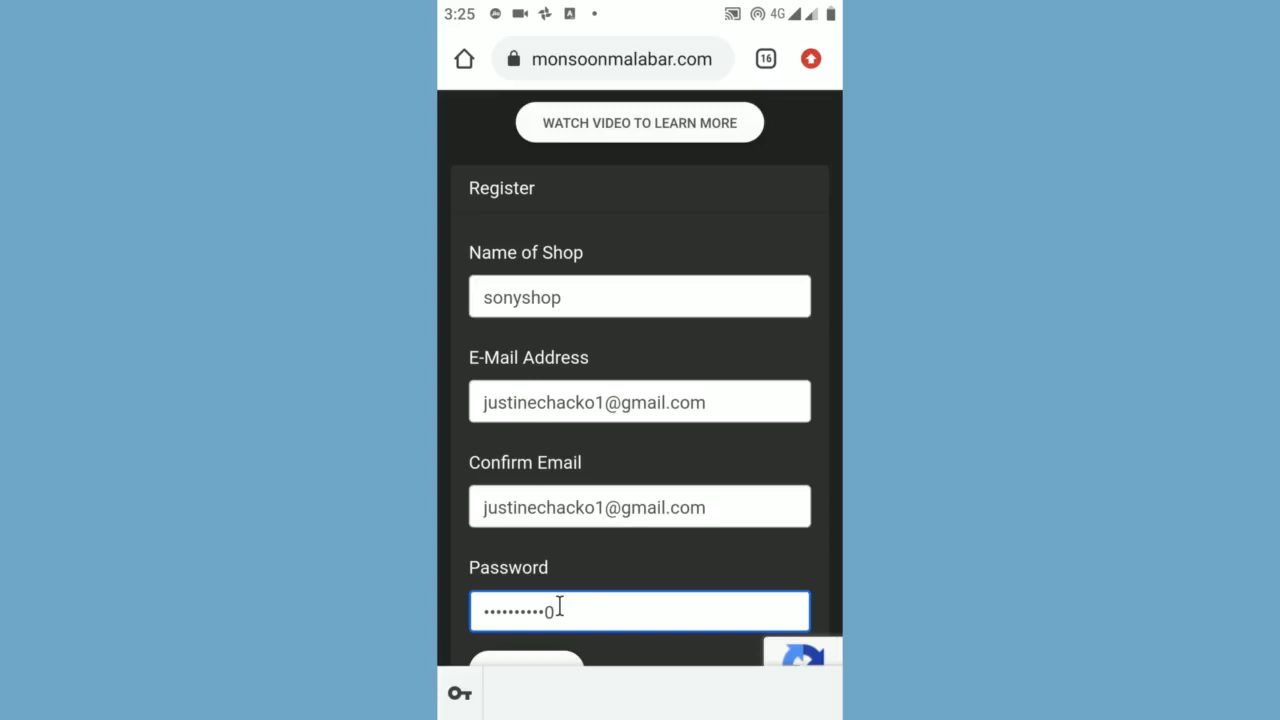 3:25
4G
monsoonmalabar.com
16
WATCH VIDEO TO LEARN MORE
Register
Name of Shop
sonyshop
E-Mail Address
justinechacko1@gmail.com
Confirm Email
justinechacko1@gmail.com
Password
••••••••••0